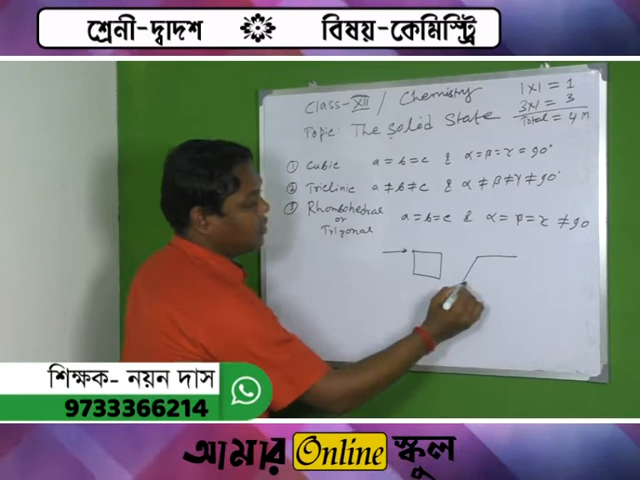 শ্রেনী-দ্বাদশ বিষয়-কেমিস্ট্রি
Class-XII / Chemistry
Topic: The Solid State
1x1 = 1
3x1 = 3
Total = 4 M
① Cubic a = b = c & α = β = γ = 90°
② Triclinic a ≠ b ≠ c & α ≠ β ≠ γ ≠ 90°
③ Rhombohedral a = b = c & α = β = γ ≠ 90
or
Trigonal
শিক্ষক- নয়ন দাস
9733366214
আমার Online স্কুল